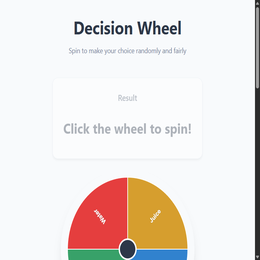 Decision Wheel
Spin to make your choice randomly and fairly
Result
Click the wheel to spin!
Water
Juice